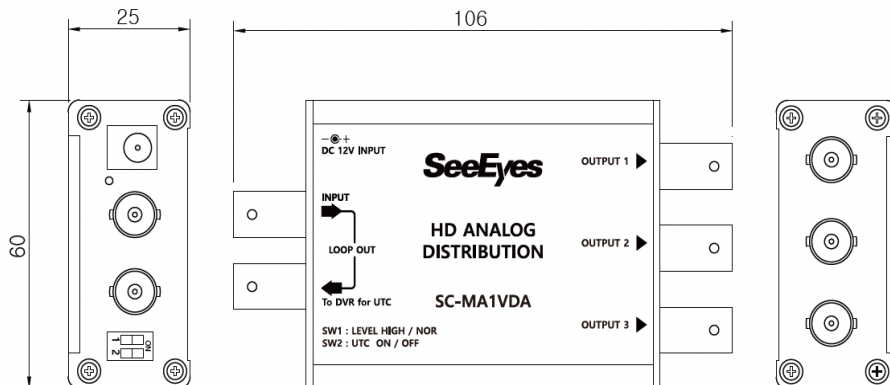 25
106
60
1
2
ON
DC 12V INPUT
INPUT
LOOP OUT
To DVR for UTC
SW1 : LEVEL HIGH / NOR
SW2 : UTC ON / OFF
SeeEyes
HD ANALOG
DISTRIBUTION
SC-MA1VDA
OUTPUT 1
OUTPUT 2
OUTPUT 3